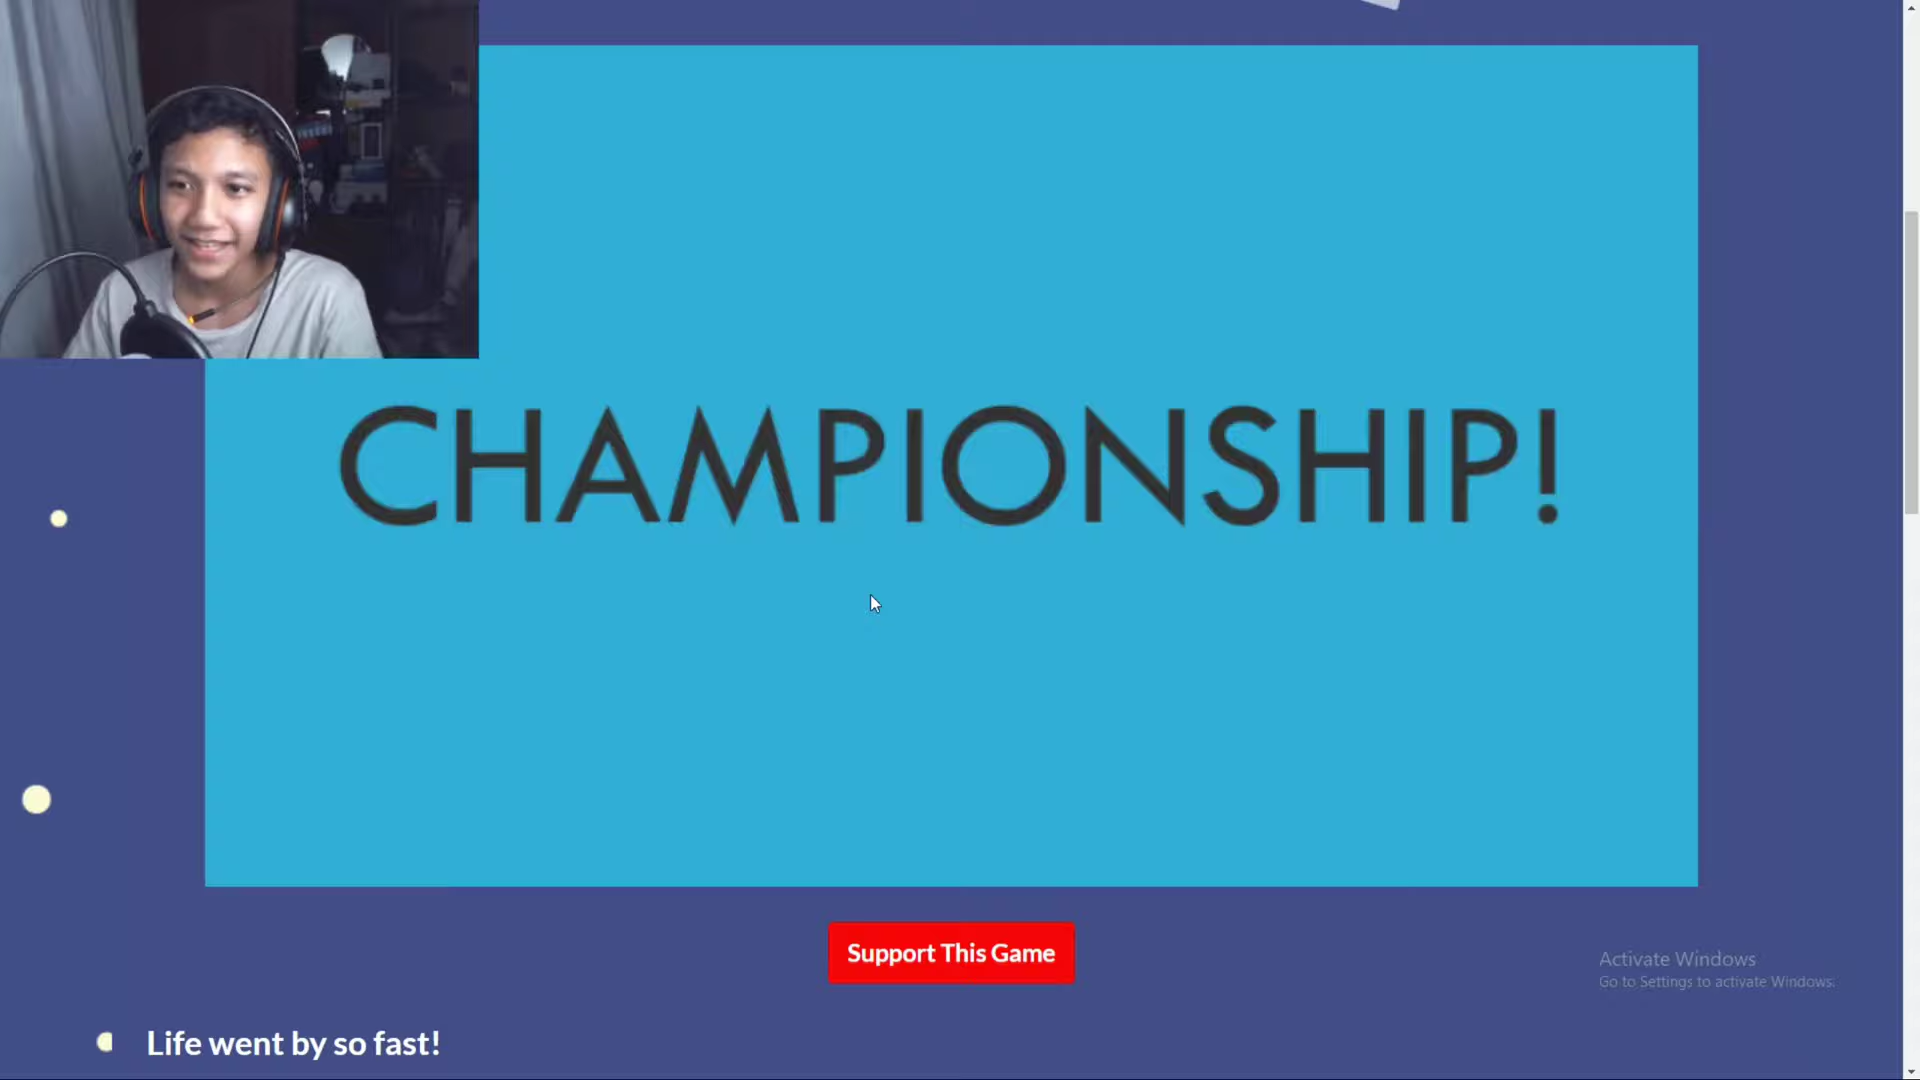 CHAMPIONSHIP!
Support This Game
Activate Windows
Go to Settings to activate Windows.
Life went by so fast!